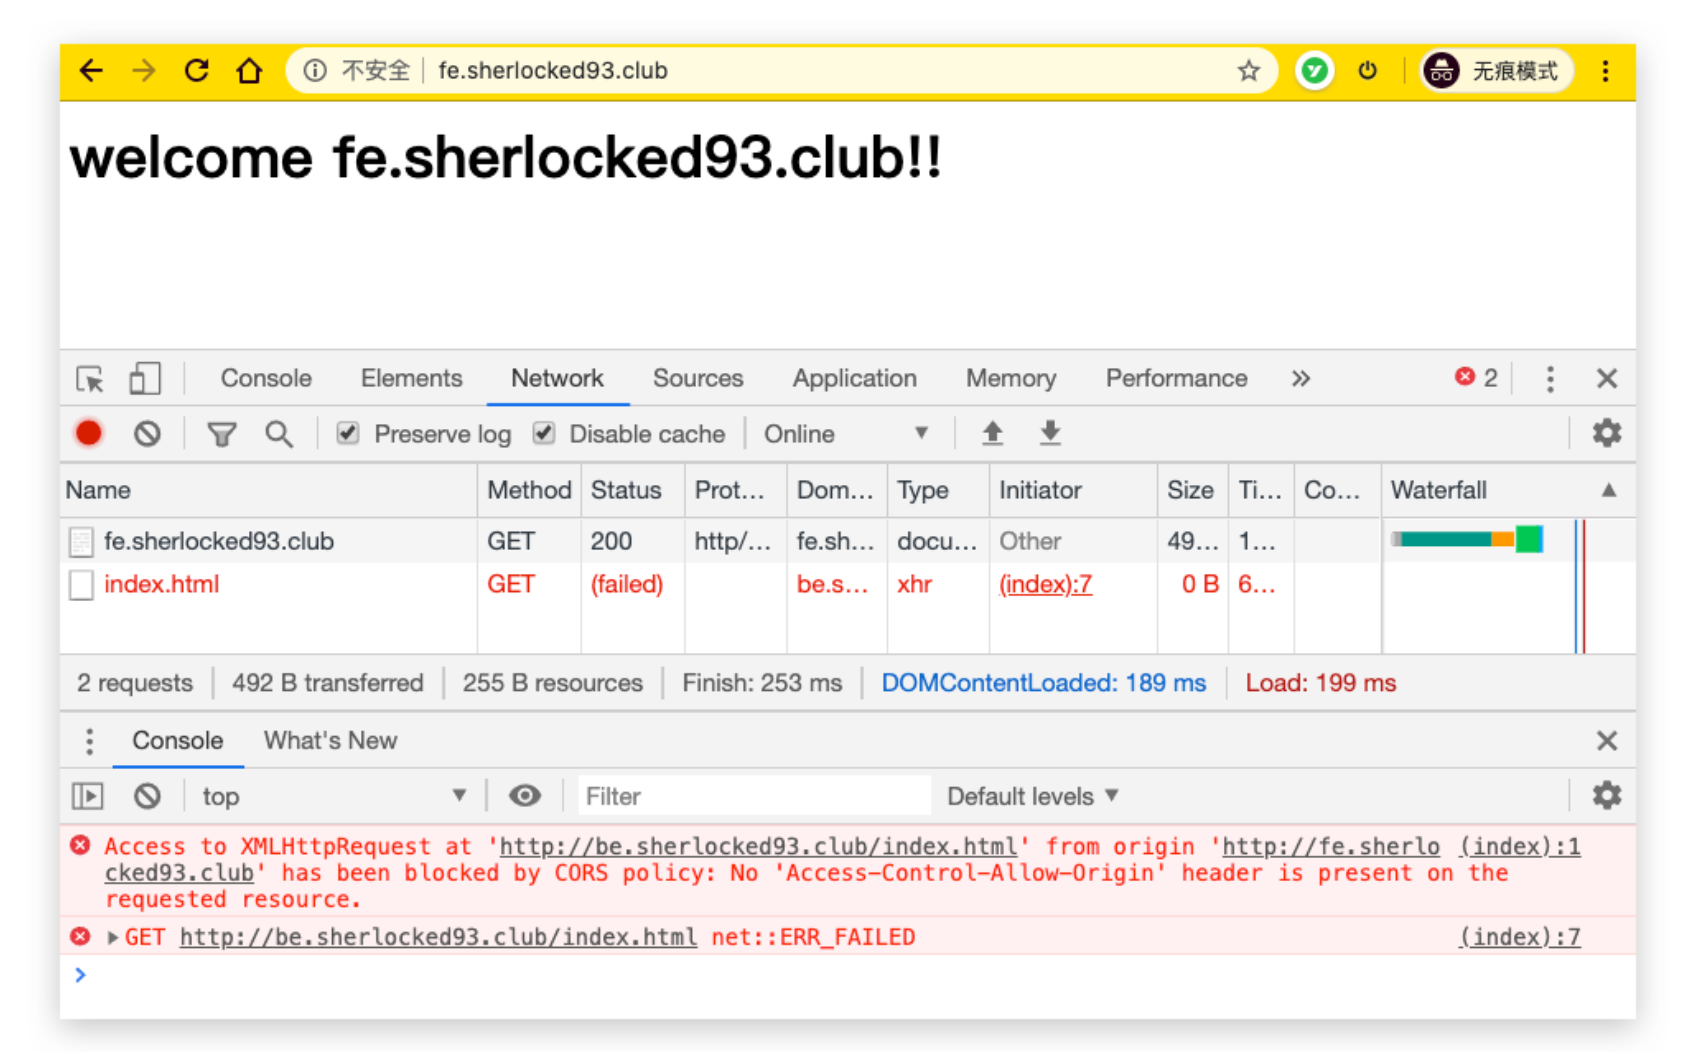 不安全 fe.sherlocked93.club 无痕模式
welcome fe.sherlocked93.club!!
Console Elements Network Sources Application Memory Performance » 2
Preserve log Disable cache Online
Name Method Status Prot... Dom... Type Initiator Size Ti... Co... Waterfall
fe.sherlocked93.club GET 200 http/... fe.sh... docu... Other 49... 1...
index.html GET (failed) be.s... xhr (index):7 0 B 6...
2 requests 492 B transferred 255 B resources Finish: 253 ms DOMContentLoaded: 189 ms Load: 199 ms
Console What's New
top Filter Default levels
Access to XMLHttpRequest at 'http://be.sherlocked93.club/index.html' from origin 'http://fe.sherlo (index):1
cked93.club' has been blocked by CORS policy: No 'Access-Control-Allow-Origin' header is present on the
requested resource.
GET http://be.sherlocked93.club/index.html net::ERR_FAILED (index):7